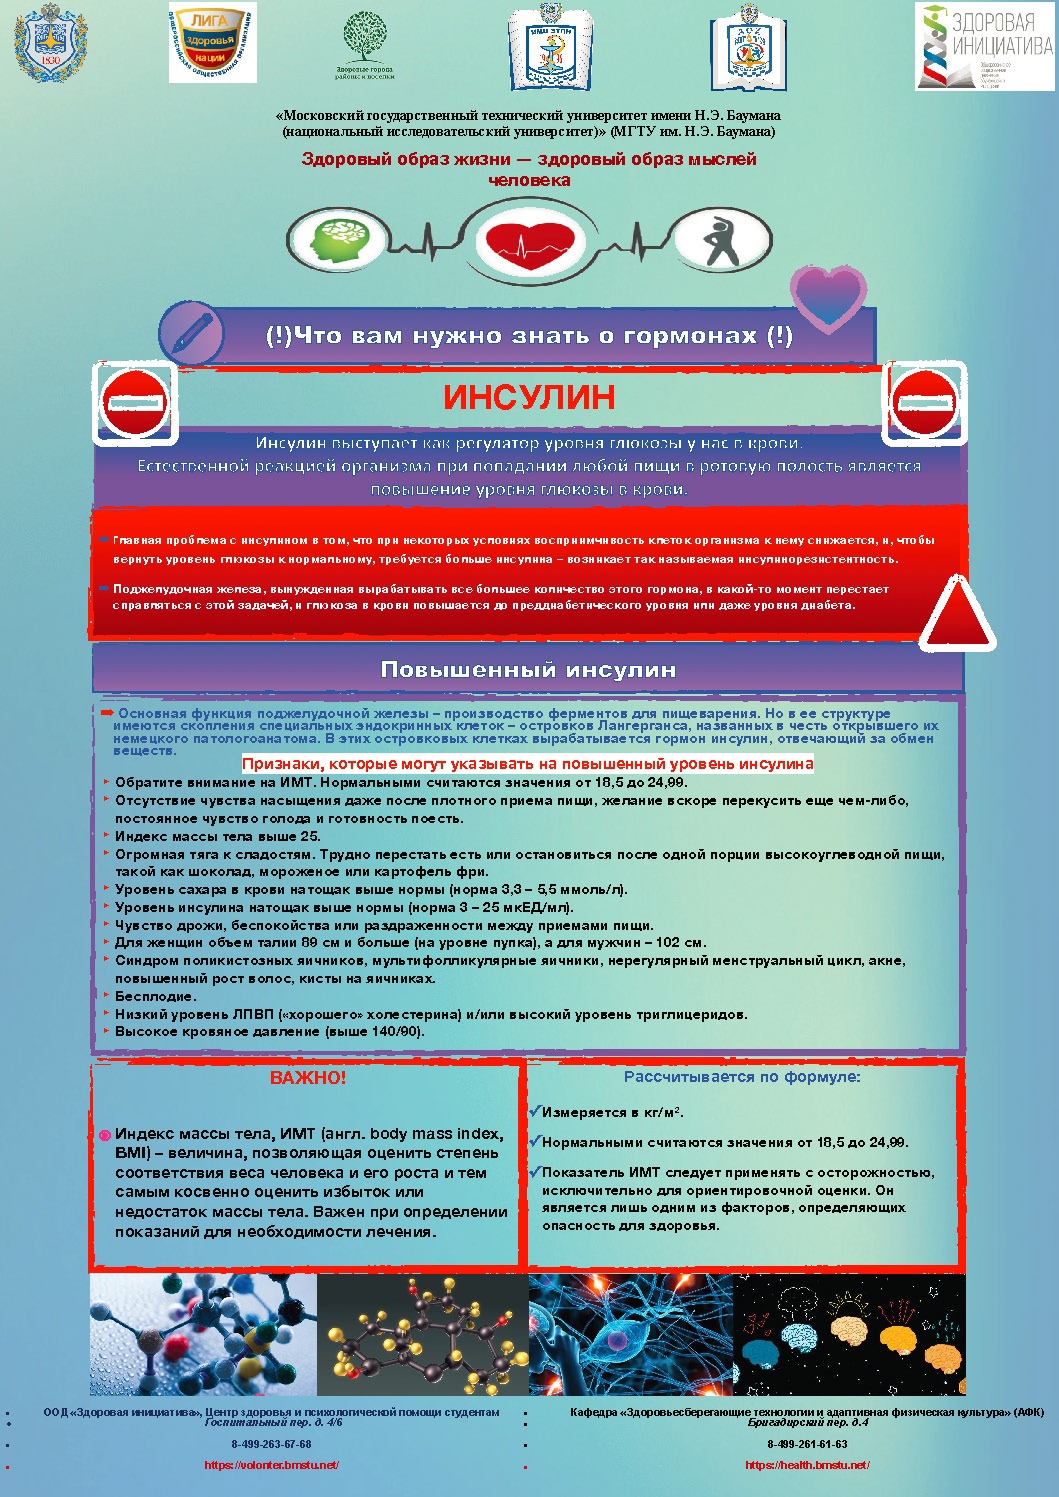 1830
ЛИГА
здоровья
нации
ОБЩЕРОССИЙСКАЯ ОБЩЕСТВЕННАЯ ОРГАНИЗАЦИЯ
Здоровые города
районы и поселки
ЗДОРОВАЯ
ИНИЦИАТИВА
«Московский государственный технический университет имени Н.Э. Баумана
(национальный исследовательский университет)» (МГТУ им. Н.Э. Баумана)
Здоровый образ жизни — здоровый образ мыслей
человека
(!)Что вам нужно знать о гормонах (!)
ИНСУЛИН
Инсулин выступает как регулятор уровня глюкозы у нас в крови.
Естественной реакцией организма при попадании любой пищи в ротовую полость является
повышение уровня глюкозы в крови.
Главная проблема с инсулином в том, что при некоторых условиях восприимчивость клеток организма к нему снижается, и, чтобы
вернуть уровень глюкозы к нормальному, требуется больше инсулина – возникает так называемая инсулинорезистентность.
Поджелудочная железа, вынужденная вырабатывать все большее количество этого гормона, в какой-то момент перестает
справляться с этой задачей, и глюкоза в крови повышается до преддиабетического уровня или даже уровня диабета.
Повышенный инсулин
Основная функция поджелудочной железы – производство ферментов для пищеварения. Но в ее структуре
имеются скопления специальных эндокринных клеток – островков Лангерганса, названных в честь открывшего их
немецкого патологоанатома. В этих островковых клетках вырабатывается гормон инсулин, отвечающий за обмен
веществ.
Признаки, которые могут указывать на повышенный уровень инсулина
Обратите внимание на ИМТ. Нормальными считаются значения от 18,5 до 24,99.
Отсутствие чувства насыщения даже после плотного приема пищи, желание вскоре перекусить еще чем-либо,
постоянное чувство голода и готовность поесть.
Индекс массы тела выше 25.
Огромная тяга к сладостям. Трудно перестать есть или остановиться после одной порции высокоуглеводной пищи,
такой как шоколад, мороженое или картофель фри.
Уровень сахара в крови натощак выше нормы (норма 3,3 – 5,5 ммоль/л).
Уровень инсулина натощак выше нормы (норма 3 – 25 мкЕД/мл).
Чувство дрожи, беспокойства или раздраженности между приемами пищи.
Для женщин объем талии 89 см и больше (на уровне пупка), а для мужчин – 102 см.
Синдром поликистозных яичников, мультифолликулярные яичники, нерегулярный менструальный цикл, акне,
повышенный рост волос, кисты на яичниках.
Бесплодие.
Низкий уровень ЛПВП («хорошего» холестерина) и/или высокий уровень триглицеридов.
Высокое кровяное давление (выше 140/90).
ВАЖНО!
Индекс массы тела, ИМТ (англ. body mass index,
BMI) – величина, позволяющая оценить степень
соответствия веса человека и его роста и тем
самым косвенно оценить избыток или
недостаток массы тела. Важен при определении
показаний для необходимости лечения.
Рассчитывается по формуле:
Измеряется в кг/м².
Нормальными считаются значения от 18,5 до 24,99.
Показатель ИМТ следует применять с осторожностью,
исключительно для ориентировочной оценки. Он
является лишь одним из факторов, определяющих
опасность для здоровья.
ООД «Здоровая инициатива», Центр здоровья и психологической помощи студентам
Госпитальный пер. д. 4/6
8-499-263-67-68
https://volonter.bmstu.net/
Кафедра «Здоровьесберегающие технологии и адаптивная физическая культура» (АФК)
Бригадирский пер. д.4
8-499-261-61-63
https://health.bmstu.net/